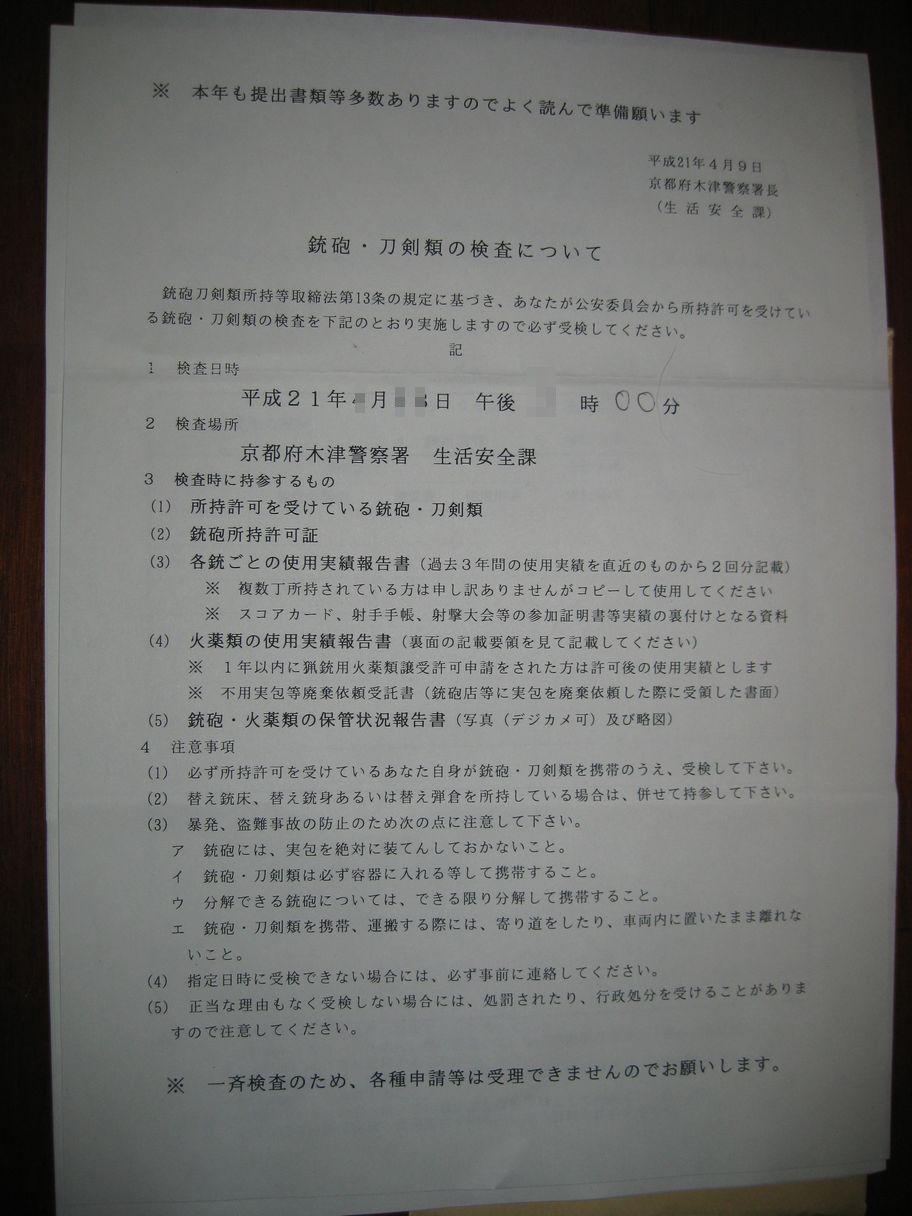 ※　本年も提出書類等多数ありますのでよく読んで準備願います
平成21年4月9日
京都府木津警察署長
（生 活 安 全 課）
銃砲・刀剣類の検査について
銃砲刀剣類所持等取締法第13条の規定に基づき、あなたが公安委員会から所持許可を受けてい
る銃砲・刀剣類の検査を下記のとおり実施しますので必ず受検してください。
記
1　検査日時
平成２１年 月 日　午後　時 00分
2　検査場所
京都府木津警察署　生活安全課
3　検査時に持参するもの
(1)　所持許可を受けている銃砲・刀剣類
(2)　銃砲所持許可証
(3)　各銃ごとの使用実績報告書（過去３年間の使用実績を直近のものから２回分記載）
※　複数丁所持されている方は申し訳ありませんがコピーして使用してください
※　スコアカード、射手手帳、射撃大会等の参加証明書等実績の裏付けとなる資料
(4)　火薬類の使用実績報告書（裏面の記載要領を見て記載してください）
※　１年以内に猟銃用火薬類譲受許可申請をされた方は許可後の使用実績とします
※　不用実包等廃棄依頼受託書（銃砲店等に実包を廃棄依頼した際に受領した書面）
(5)　銃砲・火薬類の保管状況報告書（写真（デジカメ可）及び略図）
4　注意事項
(1)　必ず所持許可を受けているあなた自身が銃砲・刀剣類を携帯のうえ、受検して下さい。
(2)　替え銃床、替え銃身あるいは替え弾倉を所持している場合は、併せて持参して下さい。
(3)　暴発、盗難事故の防止のため次の点に注意して下さい。
ア　銃砲には、実包を絶対に装てんしておかないこと。
イ　銃砲・刀剣類は必ず容器に入れる等して携帯すること。
ウ　分解できる銃砲については、できる限り分解して携帯すること。
エ　銃砲・刀剣類を携帯、運搬する際には、寄り道をしたり、車両内に置いたまま離れな
いこと。
(4)　指定日時に受検できない場合には、必ず事前に連絡してください。
(5)　正当な理由もなく受検しない場合には、処罰されたり、行政処分を受けることがありま
すので注意してください。
※　一斉検査のため、各種申請等は受理できませんのでお願いします。